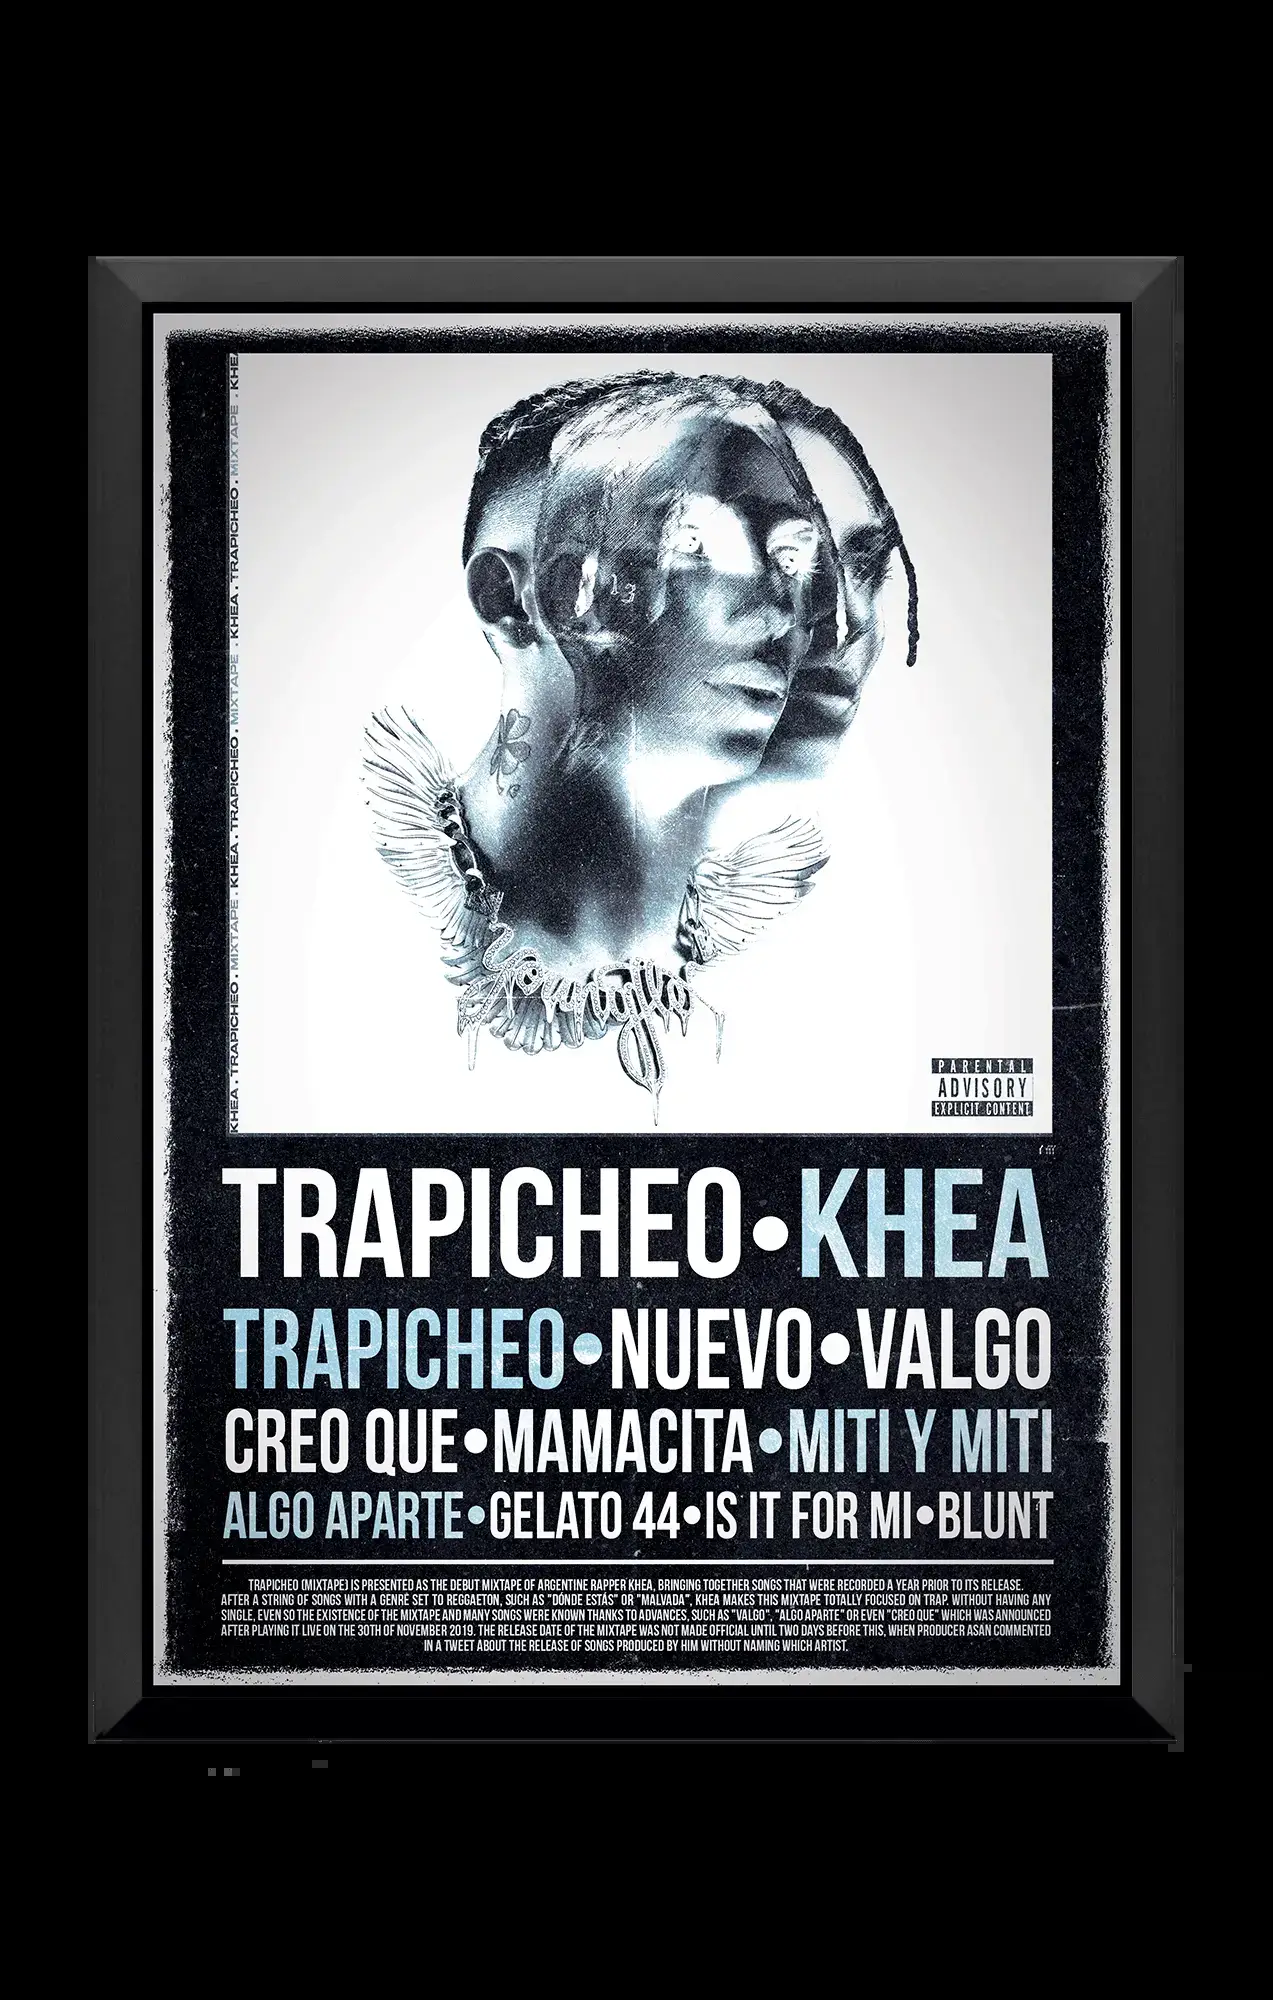 KHEA . TRAPICHEO . MIXTAPE . KHEA . TRAPICHEO . MIXTAPE . KHEA . TRAPICHEO . MIXTAPE . KHEA
13
PARENTAL
ADVISORY
EXPLICIT CONTENT
TRAPICHEO•KHEA
TRAPICHEO•NUEVO•VALGO
CREO QUE•MAMACITA•MITI Y MITI
ALGO APARTE•GELATO 44•IS IT FOR MI•BLUNT
TRAPICHEO (MIXTAPE) IS PRESENTED AS THE DEBUT MIXTAPE OF ARGENTINE RAPPER KHEA, BRINGING TOGETHER SONGS THAT WERE RECORDED A YEAR PRIOR TO ITS RELEASE.
AFTER A STRING OF SONGS WITH A GENRE SET TO REGGAETON, SUCH AS "DÓNDE ESTÁS" OR "MALVADA", KHEA MAKES THIS MIXTAPE TOTALLY FOCUSED ON TRAP. WITHOUT HAVING ANY
SINGLE, EVEN SO THE EXISTENCE OF THE MIXTAPE AND MANY SONGS WERE KNOWN THANKS TO ADVANCES, SUCH AS "VALGO", "ALGO APARTE" OR EVEN "CREO QUE" WHICH WAS ANNOUNCED
AFTER PLAYING IT LIVE ON THE 30TH OF NOVEMBER 2019. THE RELEASE DATE OF THE MIXTAPE WAS NOT MADE OFFICIAL UNTIL TWO DAYS BEFORE THIS, WHEN PRODUCER ASAN COMMENTED
IN A TWEET ABOUT THE RELEASE OF SONGS PRODUCED BY HIM WITHOUT NAMING WHICH ARTIST.